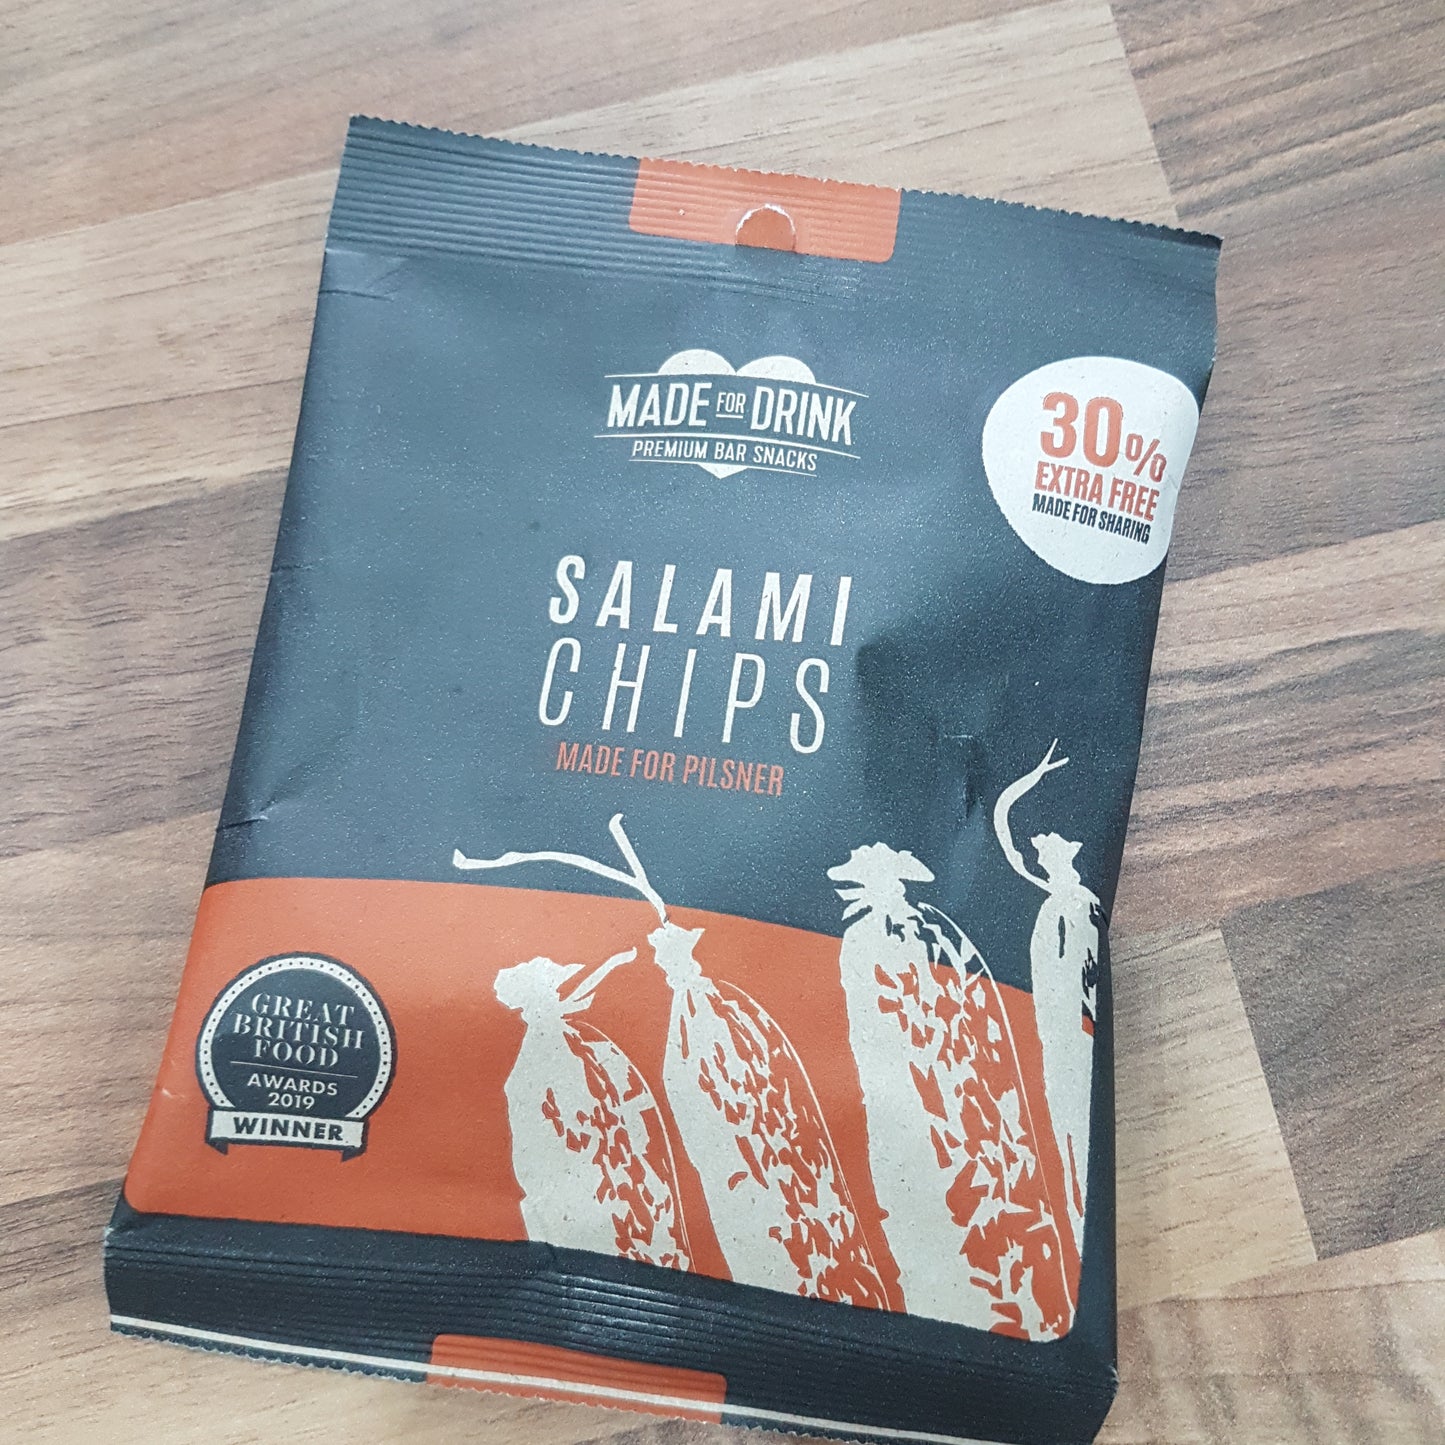 MADE FOR DRINK
PREMIUM BAR SNACKS
30%
EXTRA FREE
MADE FOR SHARING
SALAMI
CHIPS
MADE FOR PILSNER
GREAT
BRITISH
FOOD
AWARDS
2019
WINNER